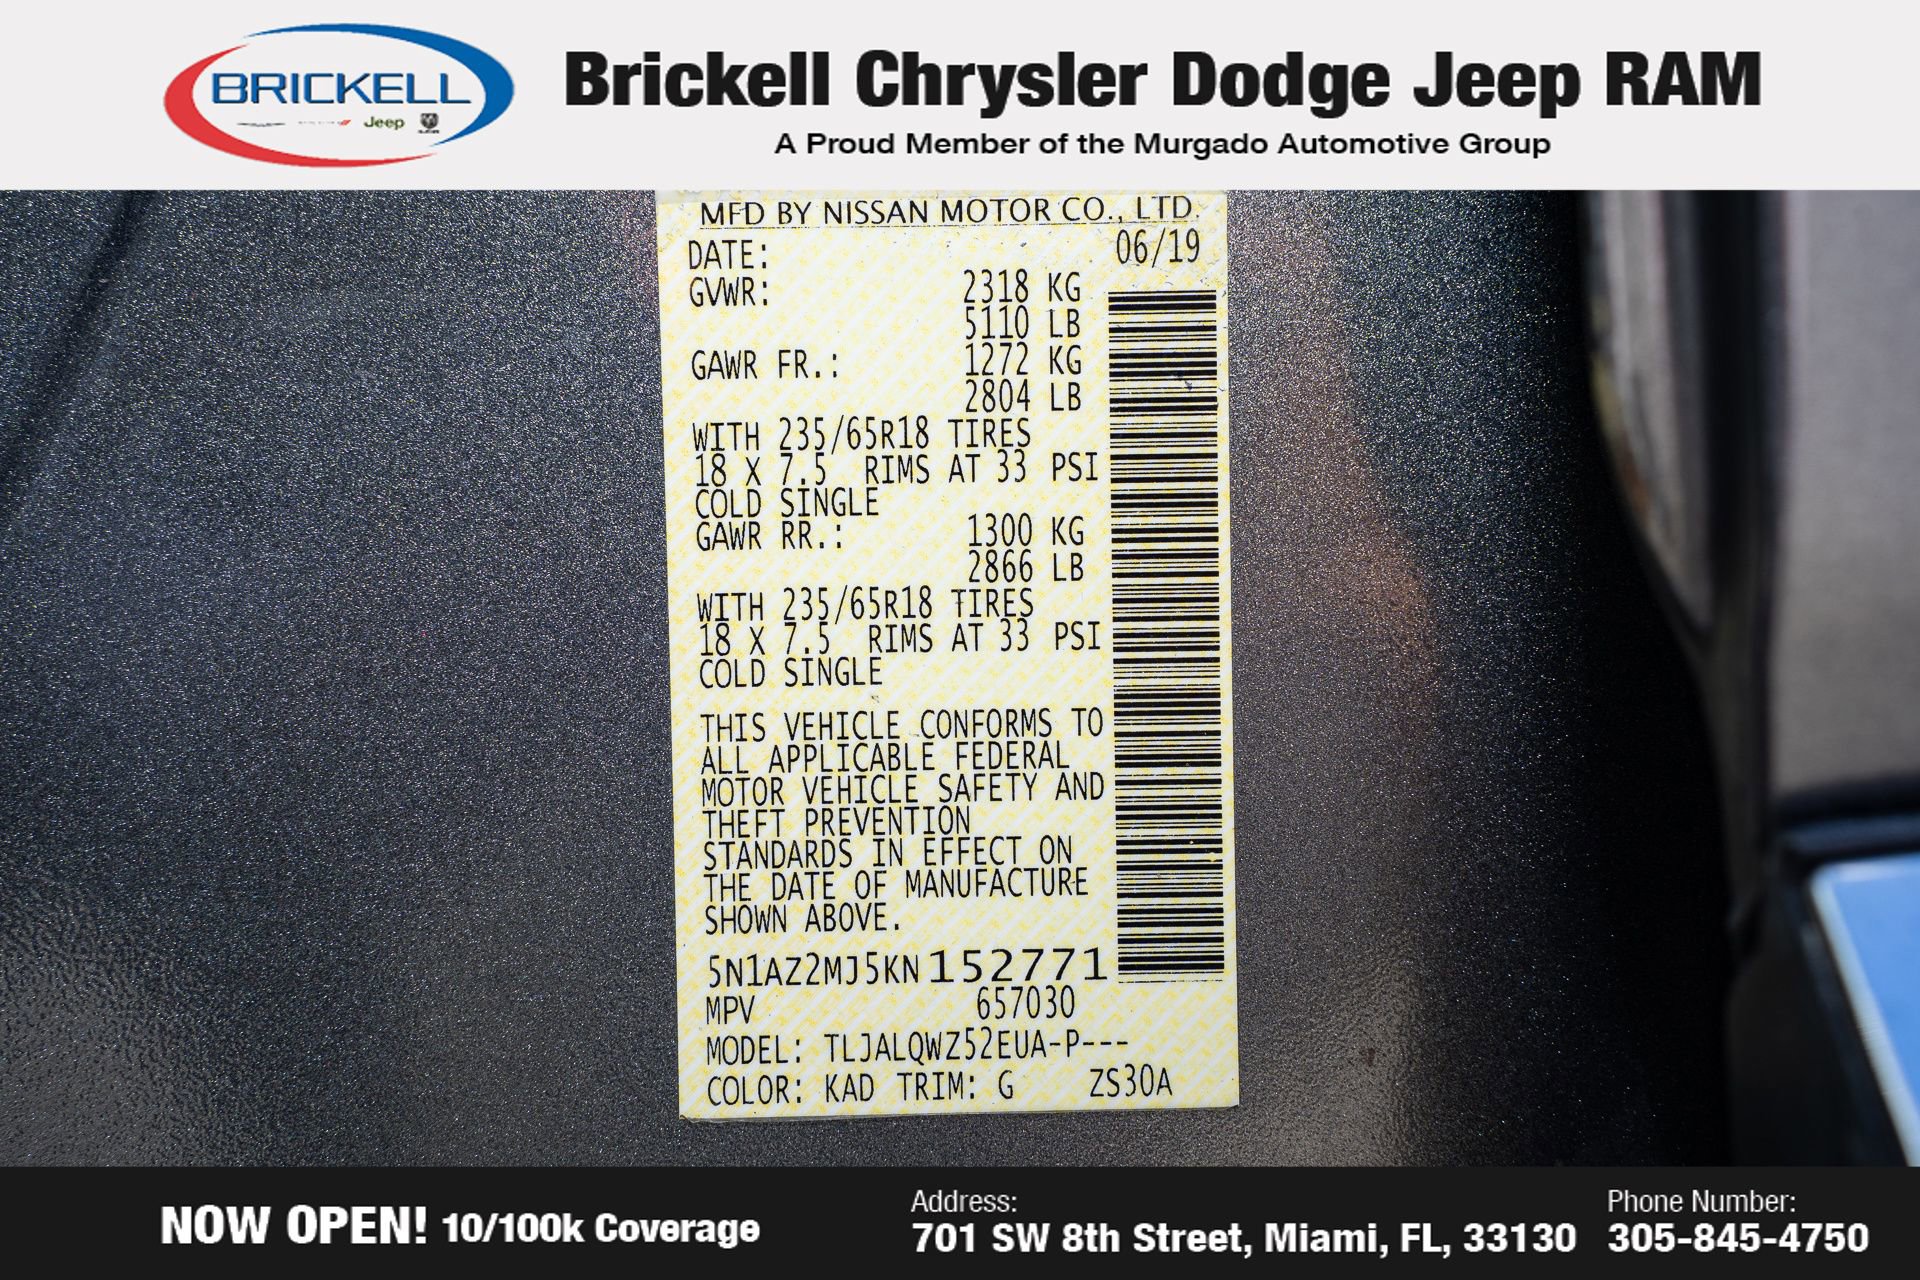 BRICKELL
Jeep
Brickell Chrysler Dodge Jeep RAM
A Proud Member of the Murgado Automotive Group
MFD BY NISSAN MOTOR CO., LTD.
DATE: 06/19
GVWR: 2318 KG
5110 LB
GAWR FR.: 1272 KG
2804 LB
WITH 235/65R18 TIRES
18 X 7.5 RIMS AT 33 PSI
COLD SINGLE
GAWR RR.: 1300 KG
2866 LB
WITH 235/65R18 TIRES
18 X 7.5 RIMS AT 33 PSI
COLD SINGLE
THIS VEHICLE CONFORMS TO
ALL APPLICABLE FEDERAL
MOTOR VEHICLE SAFETY AND
THEFT PREVENTION
STANDARDS IN EFFECT ON
THE DATE OF MANUFACTURE
SHOWN ABOVE.
5N1AZ2MJ5KN152771
MPV 657030
MODEL: TLJALQWZ52EUA-P---
COLOR: KAD TRIM: G ZS30A
NOW OPEN! 10/100k Coverage
Address:
701 SW 8th Street, Miami, FL, 33130
Phone Number:
305-845-4750